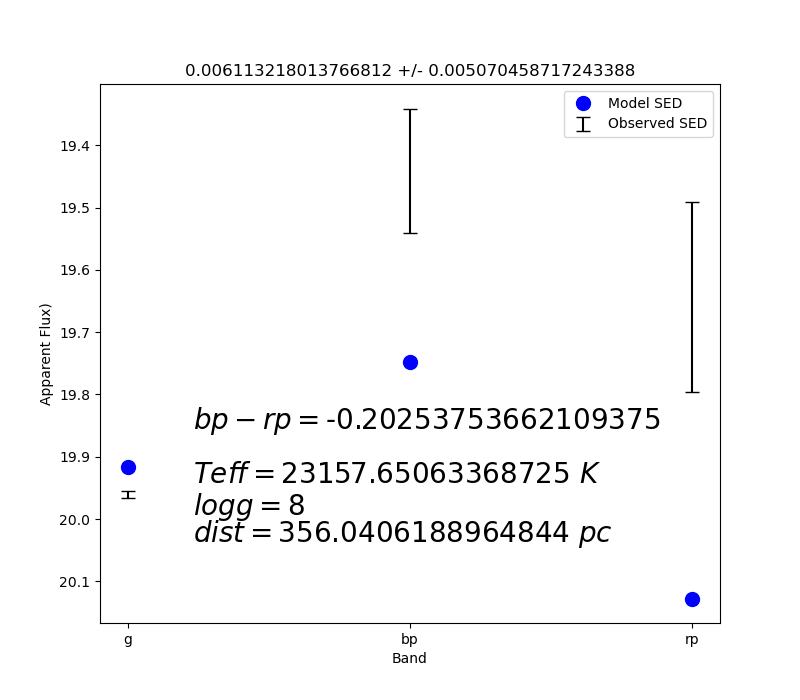 0.006113218013766812 +/- 0.005070458717243388
Model SED
Observed SED
19.4
19.5
19.6
19.7
19.8
19.9
20.0
20.1
Apparent Flux)
bp − rp = -0.20253753662109375
Teff = 23157.65063368725 K
logg = 8
dist = 356.0406188964844 pc
g
bp
rp
Band